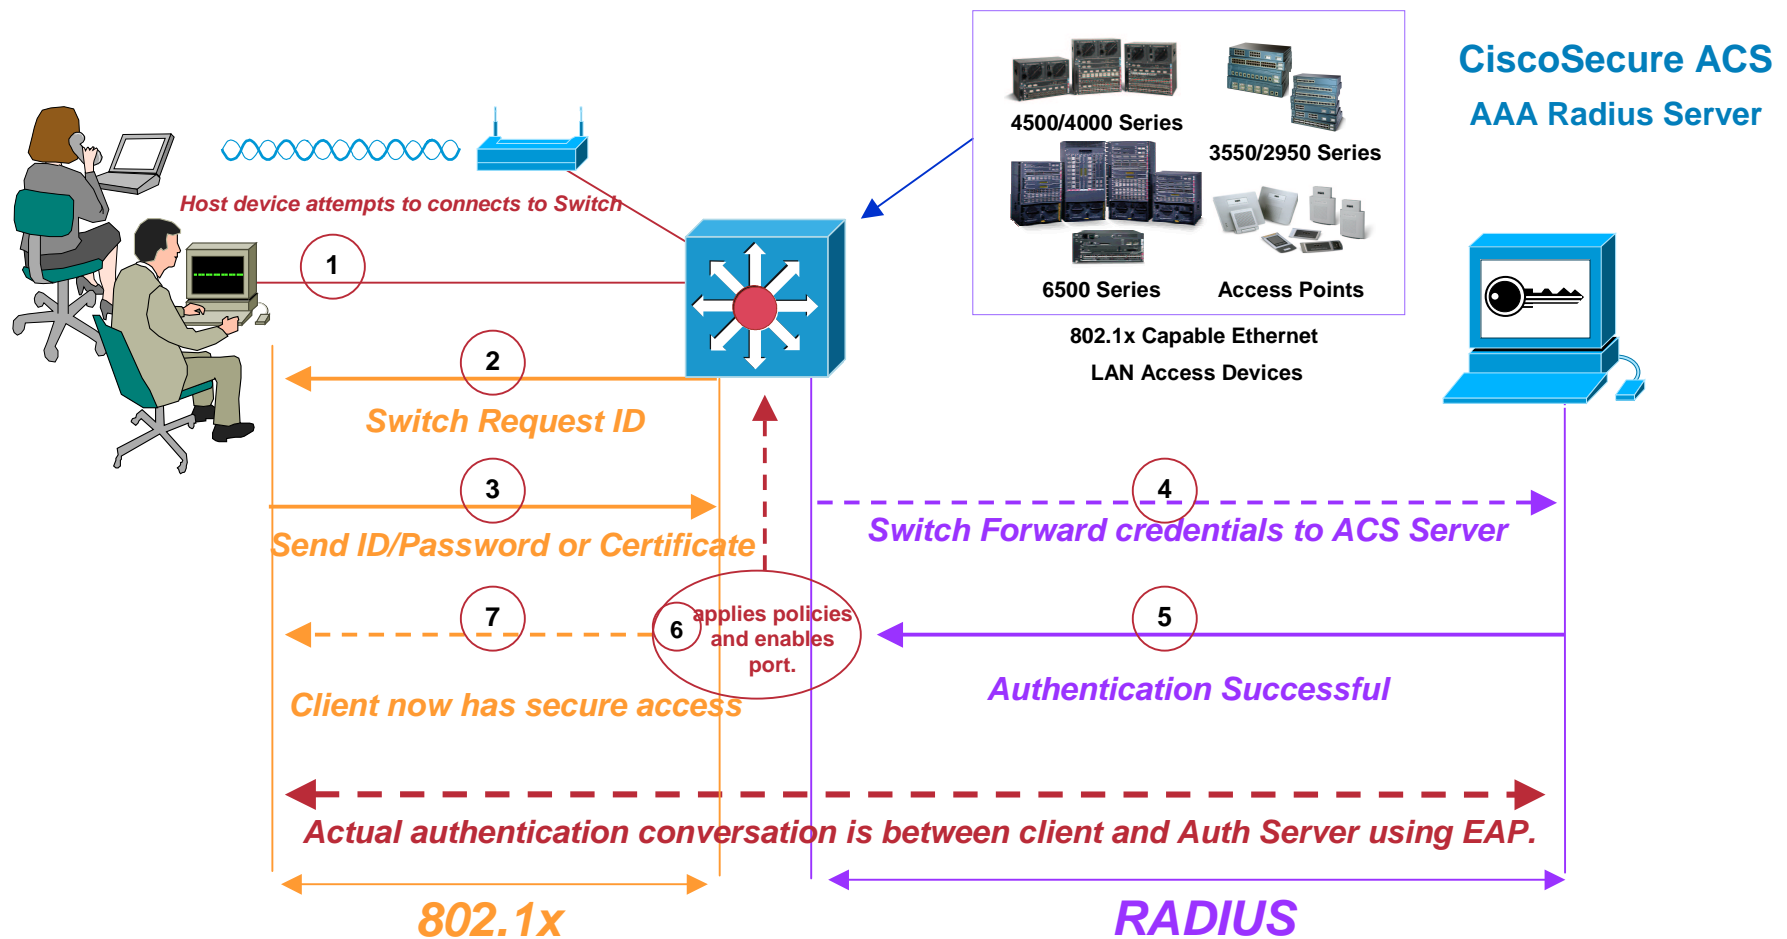 CiscoSecure ACS
AAA Radius Server
4500/4000 Series
3550/2950 Series
6500 Series
Access Points
802.1x Capable Ethernet
LAN Access Devices
Host device attempts to connects to Switch
1
2
Switch Request ID
3
Send ID/Password or Certificate
4
Switch Forward credentials to ACS Server
5
Authentication Successful
6
applies policies
and enables
port.
7
Client now has secure access
Actual authentication conversation is between client and Auth Server using EAP.
802.1x
RADIUS